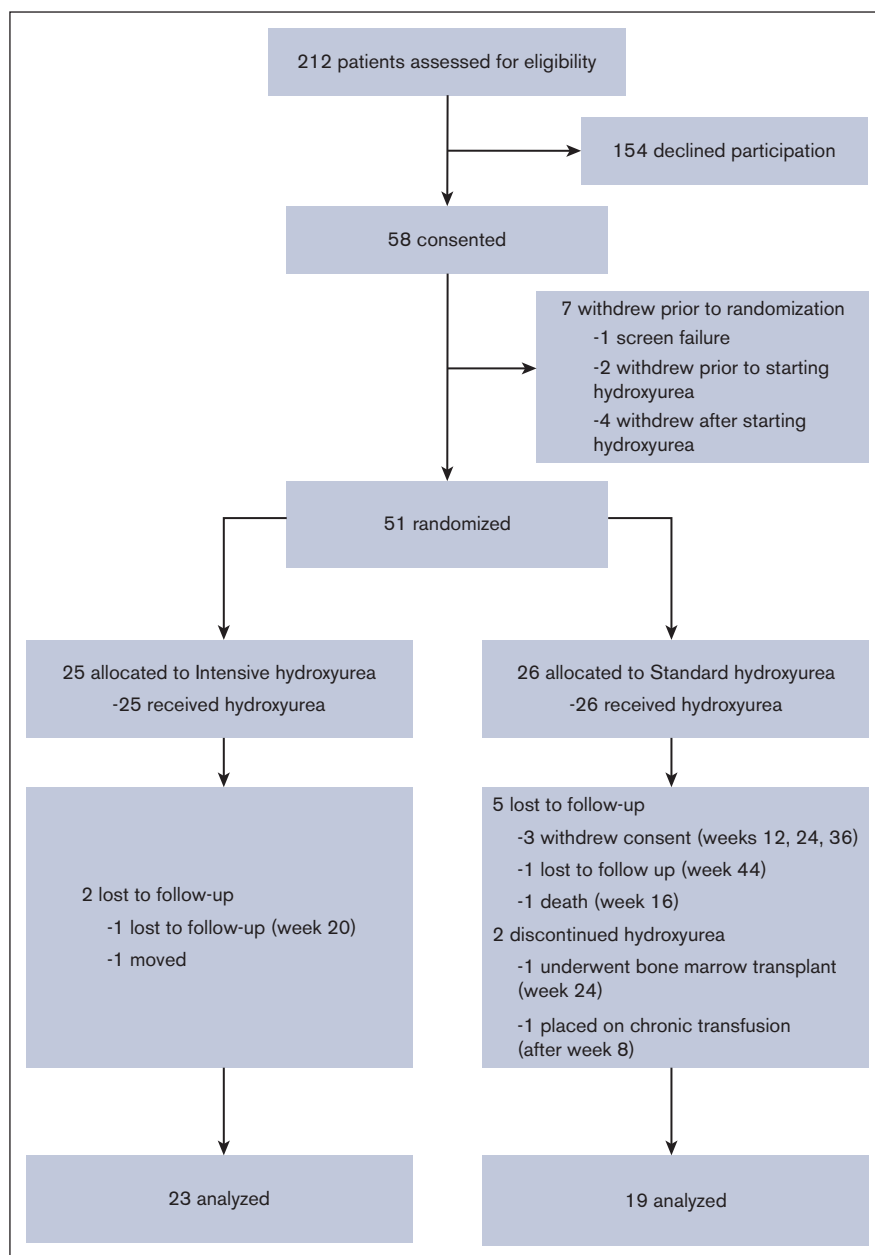 212 patients assessed for eligibility
154 declined participation
58 consented
7 withdrew prior to randomization
-1 screen failure
-2 withdrew prior to starting
hydroxyurea
-4 withdrew after starting
hydroxyurea
51 randomized
25 allocated to Intensive hydroxyurea
-25 received hydroxyurea
26 allocated to Standard hydroxyurea
-26 received hydroxyurea
2 lost to follow-up
-1 lost to follow-up (week 20)
-1 moved
5 lost to follow-up
-3 withdrew consent (weeks 12, 24, 36)
-1 lost to follow up (week 44)
-1 death (week 16)
2 discontinued hydroxyurea
-1 underwent bone marrow transplant
(week 24)
-1 placed on chronic transfusion
(after week 8)
23 analyzed
19 analyzed